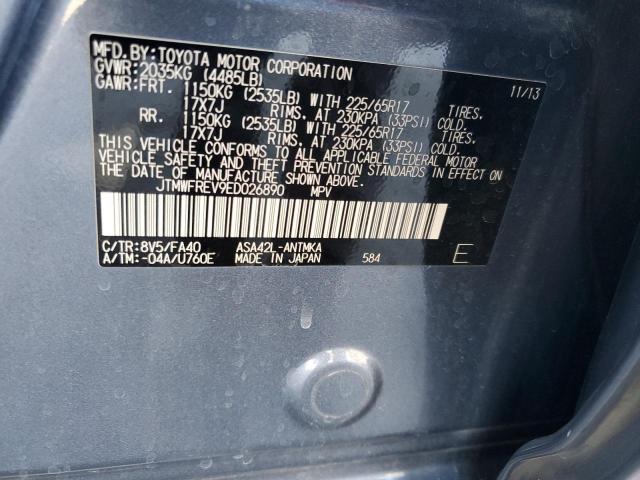 MFD.BY:TOYOTA MOTOR CORPORATION 11/13
GVWR:2035KG (4485LB)
GAWR:FRT. 1150KG (2535LB) WITH 225/65R17 TIRES.
17X7J RIMS. AT 230KPA (33PSI) COLD.
RR. 1150KG (2535LB) WITH 225/65R17 TIRES.
17X7J RIMS. AT 230KPA (33PSI) COLD.
THIS VEHICLE CONFORMS TO ALL APPLICABLE FEDERAL MOTOR
VEHICLE SAFETY AND THEFT PREVENTION STANDARDS IN EFFECT ON
THE DATE OF MANUFACTURE SHOWN ABOVE.
JTMWFREV9ED026890 MPV
C/TR:8V5/FA40 ASA42L-ANTMKA
A/TM:-04A/U760E MADE IN JAPAN 584 E